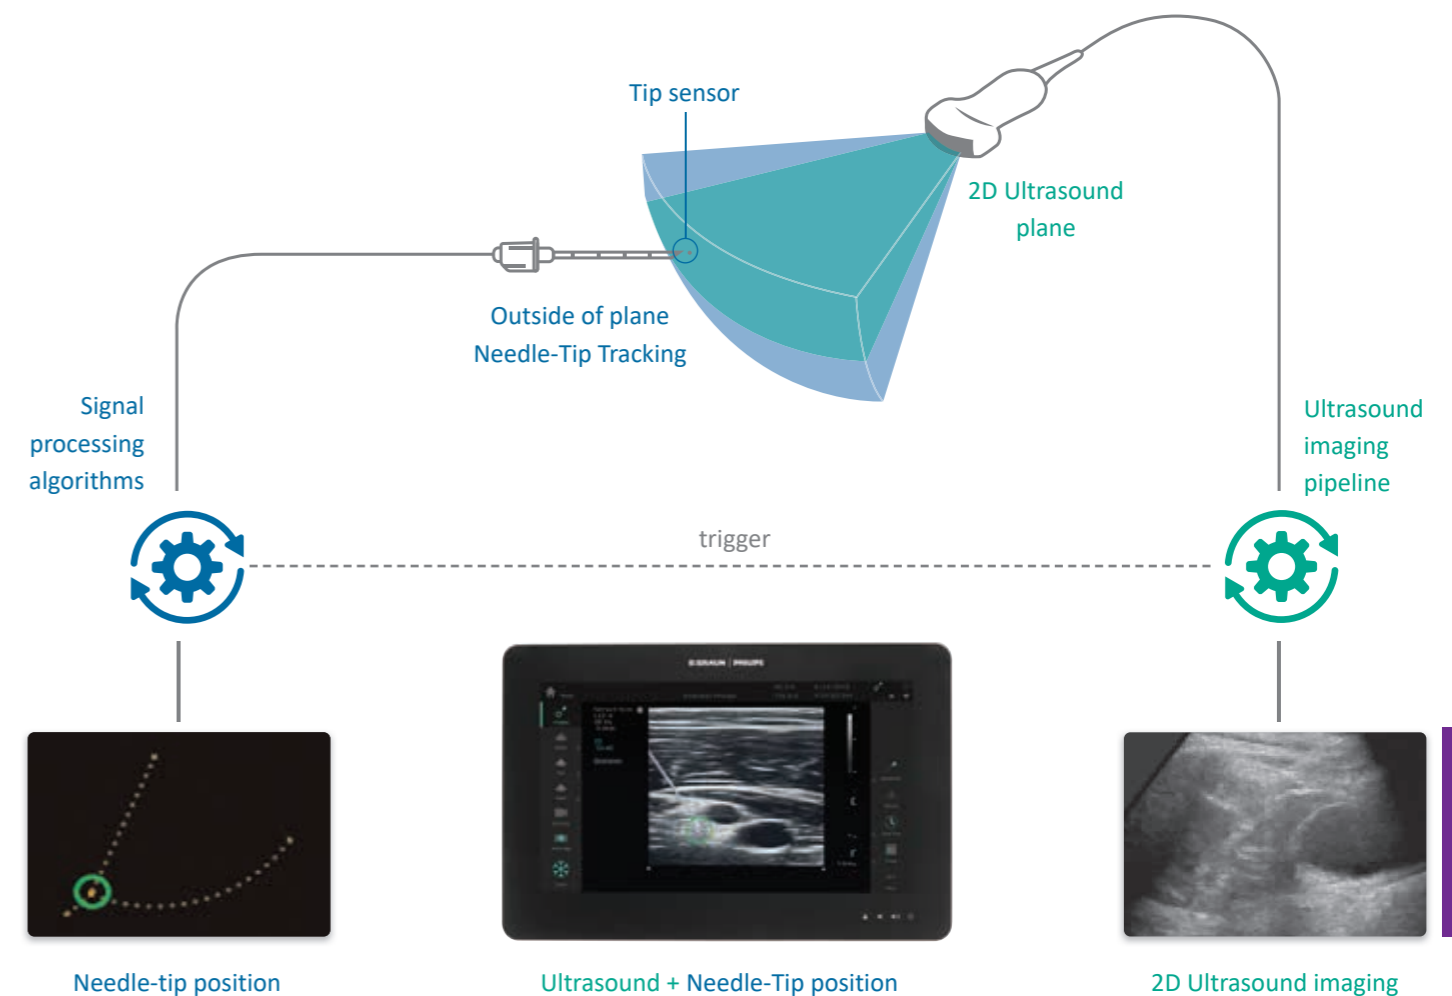 Tip sensor
2D Ultrasound
plane
Outside of plane
Needle-Tip Tracking
Signal
processing
algorithms
Ultrasound
imaging
pipeline
trigger
B|BRAUN | PHILIPS
Needle-tip position
Ultrasound + Needle-Tip position
2D Ultrasound imaging